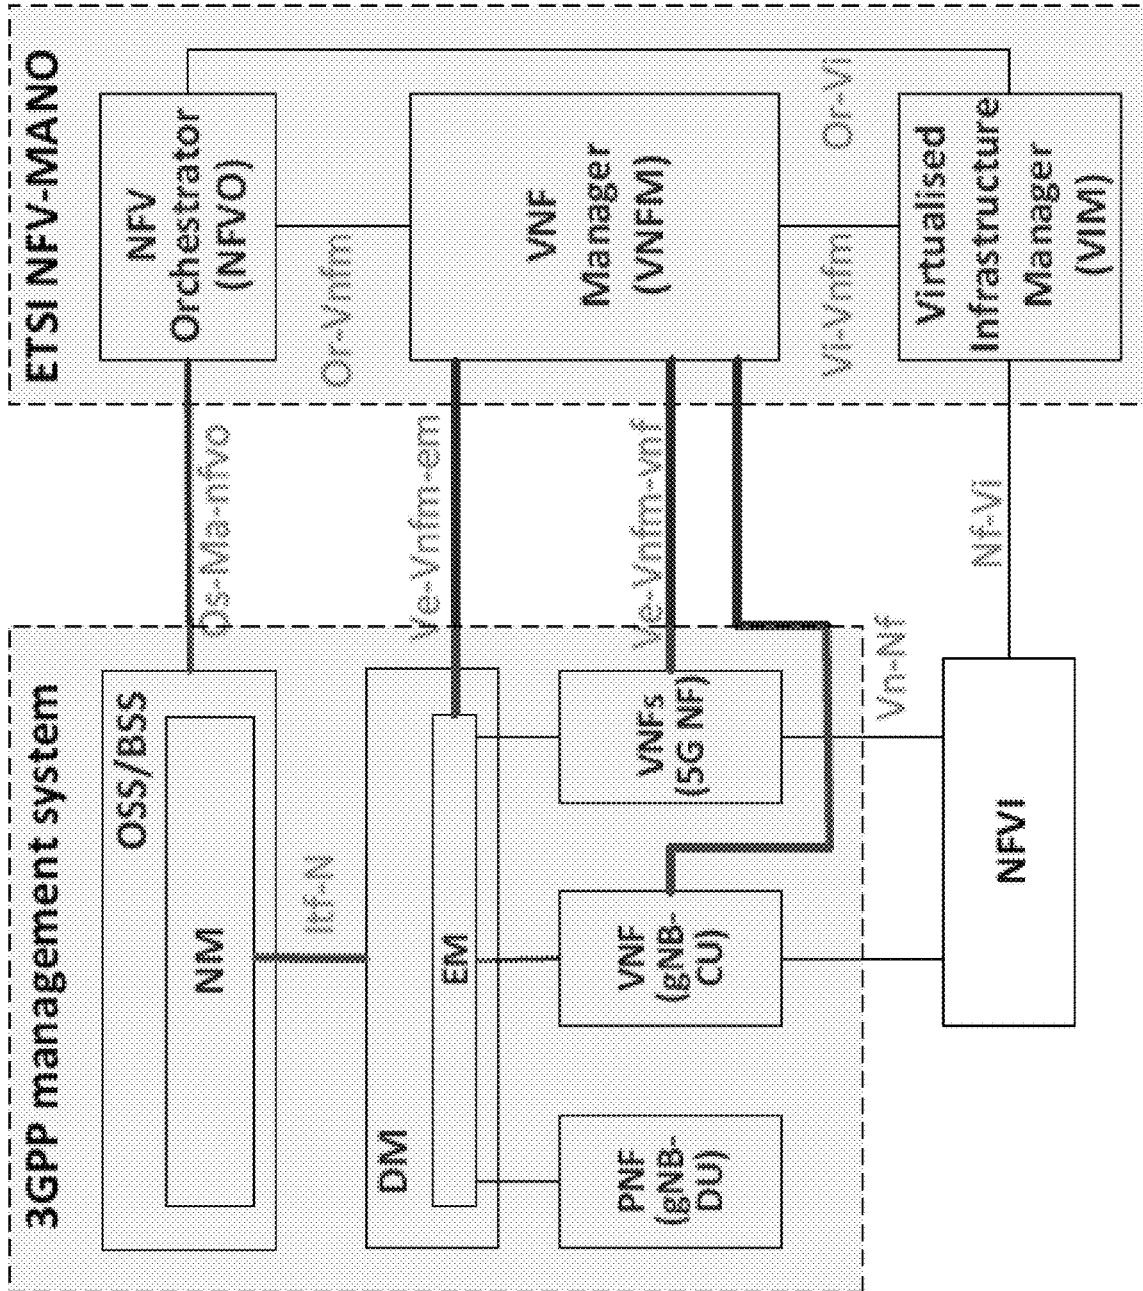 3GPP management system
OSS/BSS
NM
Itf-N
DM
EM
PNF
(gNB-
DU)
VNF
(gNB-
CU)
VNFs
(5G NF)
NFVI
Os-Ma-nfvo
Ve-Vnfm-em
Ve-Vnfm-vnf
Vn-Nf
Nf-Vi
ETSI NFV-MANO
NFV
Orchestrator
(NFVO)
Or-Vnfm
VNF
Manager
(VNFM)
Vi-Vnfm
Or-Vi
Virtualised
Infrastructure
Manager
(VIM)